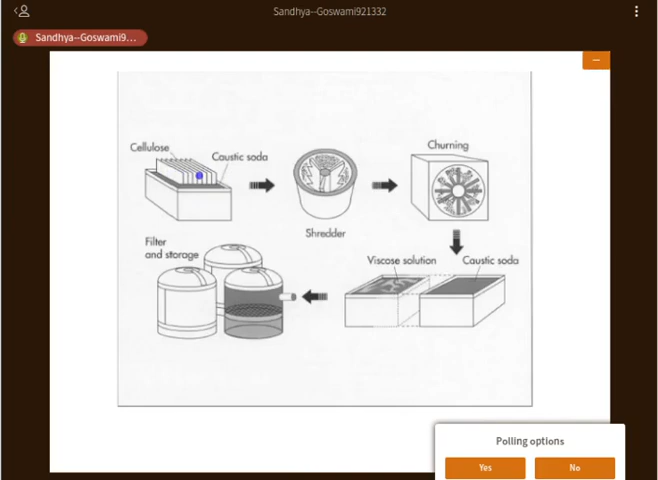 Sandhya--Goswami921332
Sandhya--Goswami9...
Cellulose
Caustic soda
Churning
Shredder
Filter
and storage
Viscose solution
Caustic soda
Polling options
Yes
No